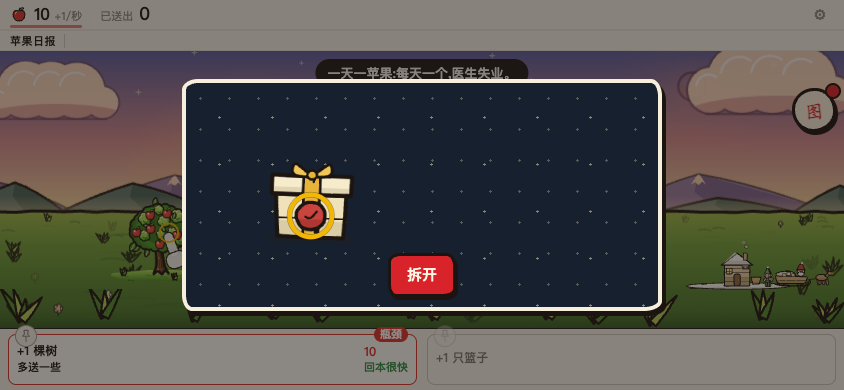 10 +1/秒 已送出 0
苹果日报
一天一苹果:每天一个,医生失业。
图
拆开
瓶颈
+1 棵树 10
多送一些 回本很快
+1 只篮子